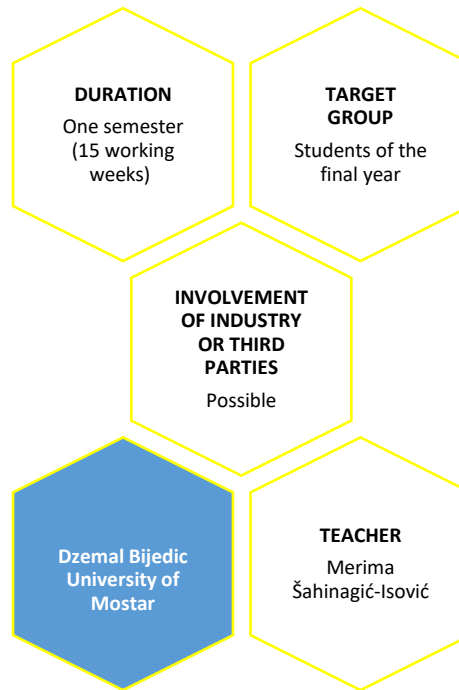 DURATION
One semester
(15 working
weeks)
TARGET
GROUP
Students of the
final year
INVOLVEMENT
OF INDUSTRY
OR THIRD
PARTIES
Possible
Dzemal Bijedic
University of
Mostar
TEACHER
Merima
Šahinagić-Isović